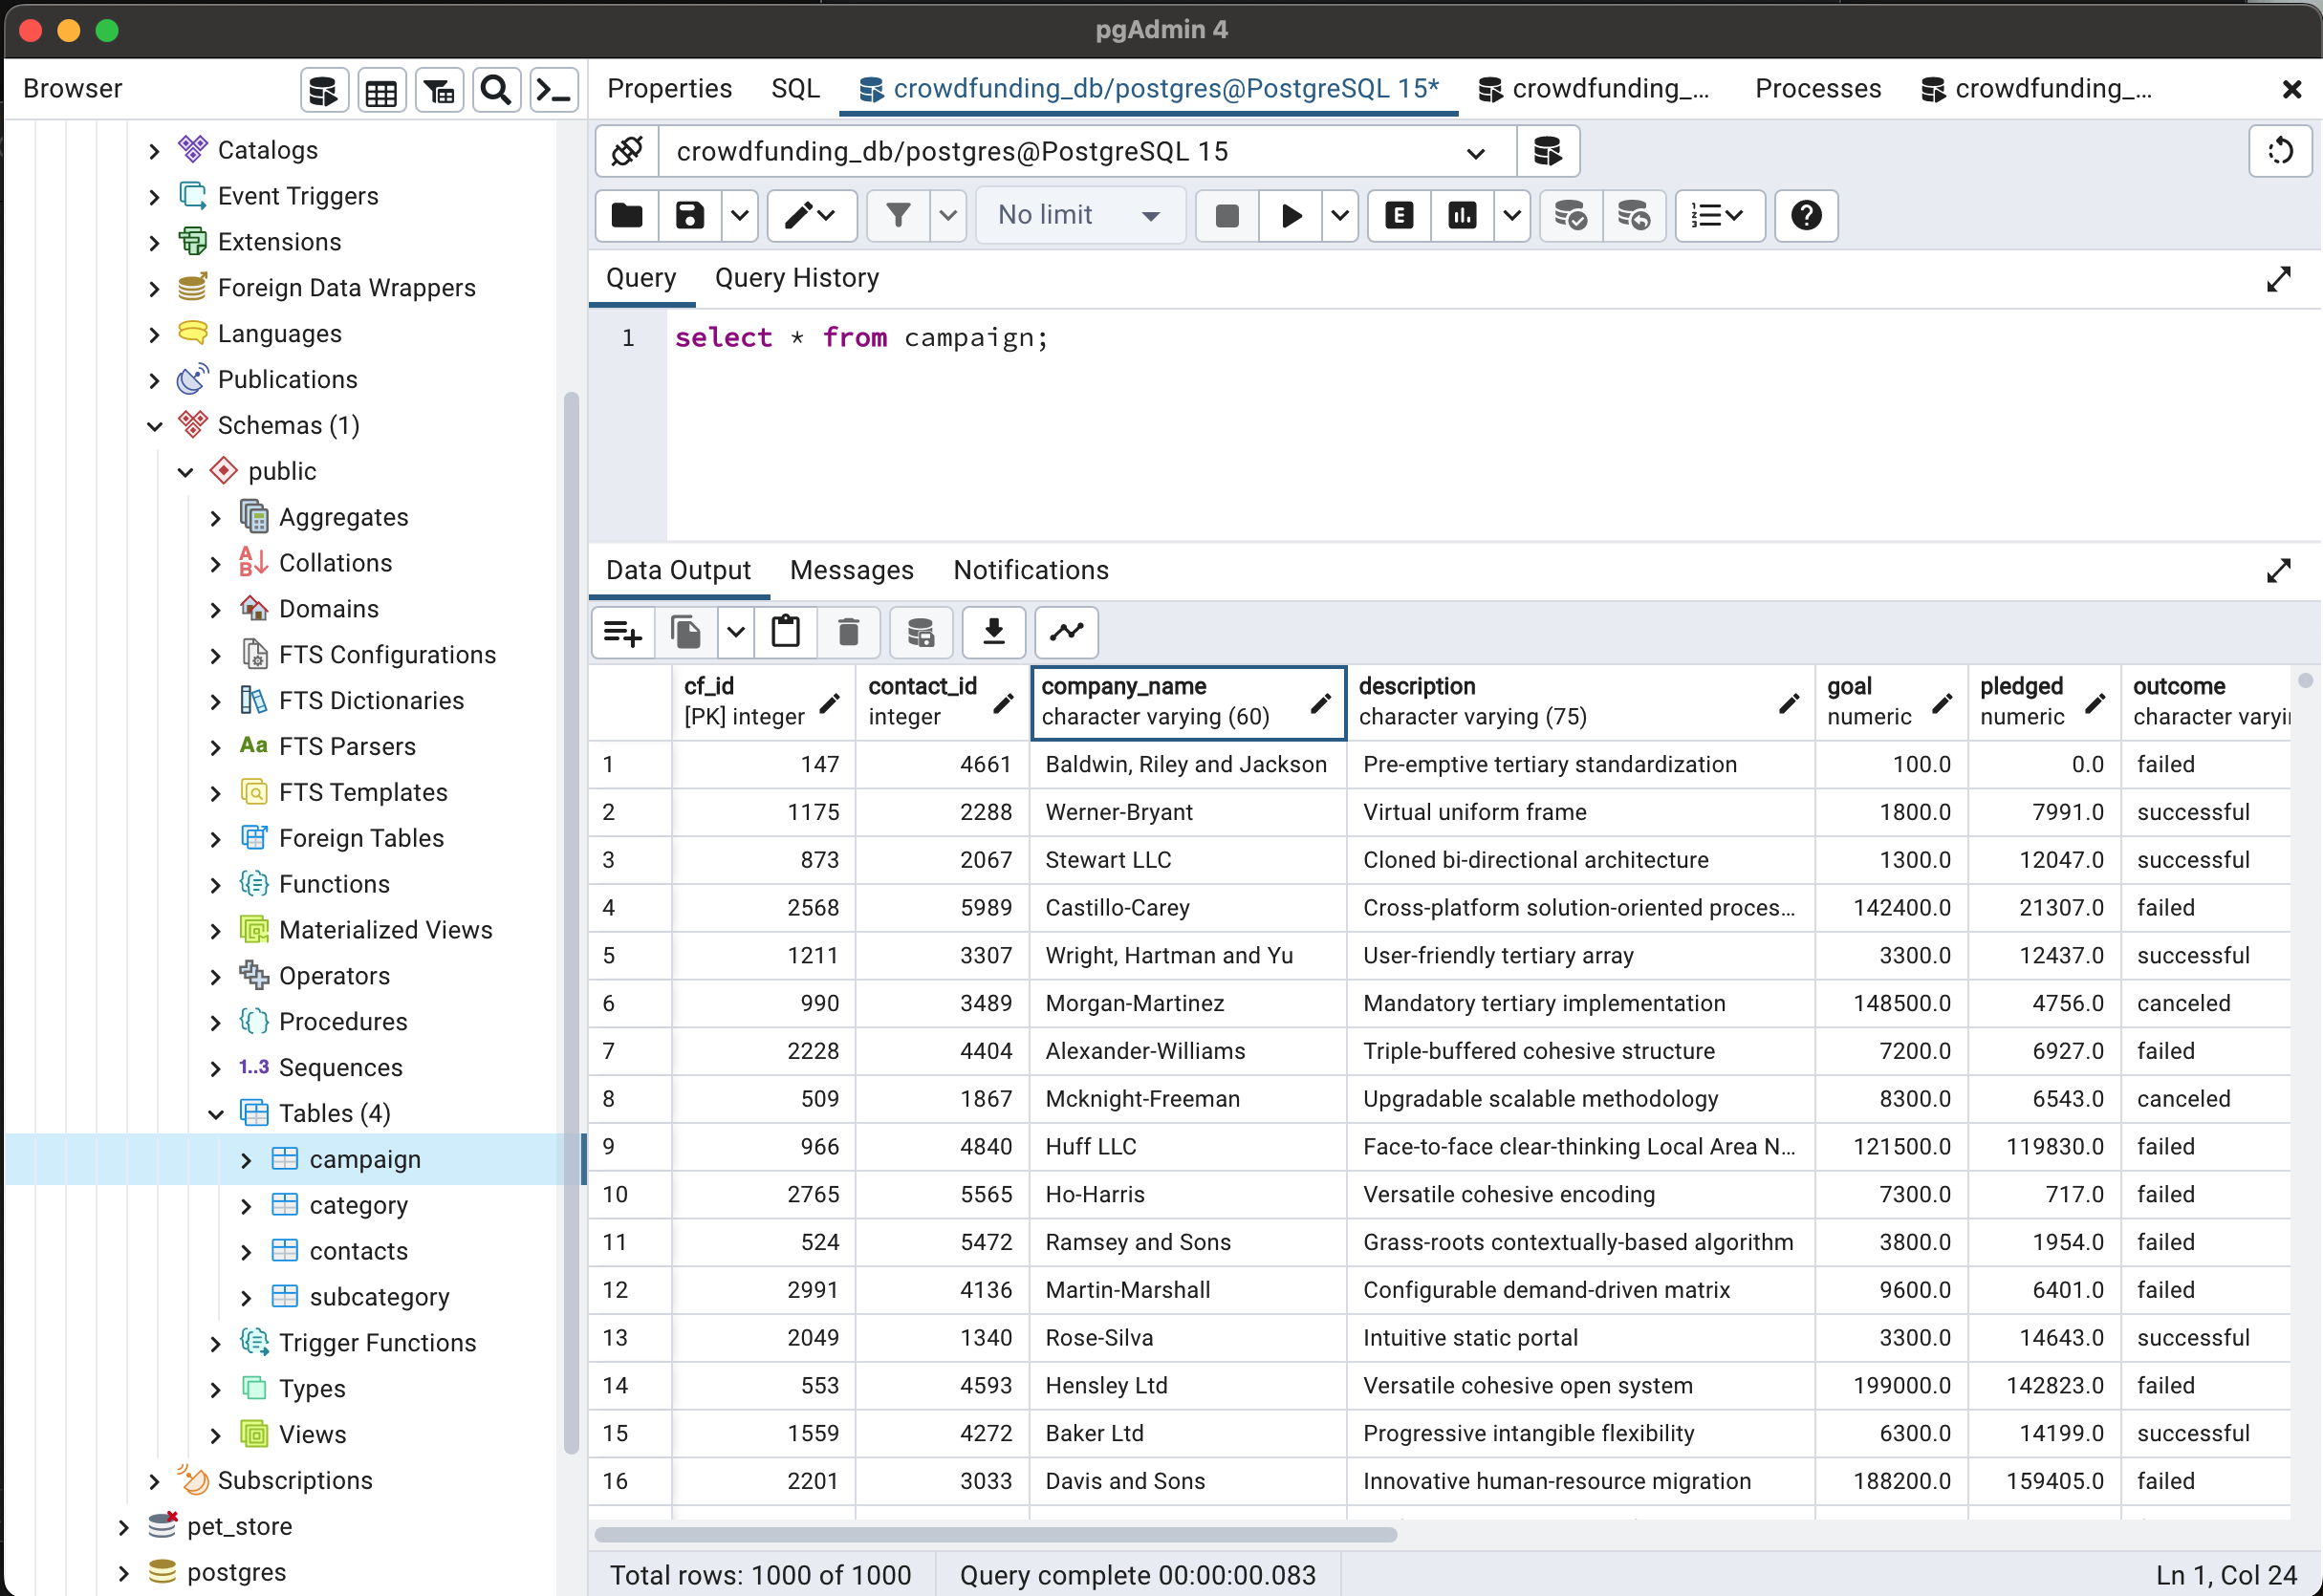 pgAdmin 4
Browser
Properties
SQL
crowdfunding_db/postgres@PostgreSQL 15*
crowdfunding_...
Processes
crowdfunding_...
Catalogs
Event Triggers
Extensions
Foreign Data Wrappers
Languages
Publications
Schemas (1)
public
Aggregates
A
B
Collations
Domains
FTS Configurations
FTS Dictionaries
Aa FTS Parsers
FTS Templates
Foreign Tables
Functions
Materialized Views
Operators
Procedures
1..3 Sequences
Tables (4)
campaign
category
contacts
subcategory
Trigger Functions
Types
Views
Subscriptions
pet_store
postgres
crowdfunding_db/postgres@PostgreSQL 15
No limit
E
Query
Query History
1 select * from campaign;
Data Output
Messages
Notifications
cf_id contact_id company_name description goal pledged outcome
[PK] integer integer character varying (60) character varying (75) numeric numeric character varyi
1 147 4661 Baldwin, Riley and Jackson Pre-emptive tertiary standardization 100.0 0.0 failed
2 1175 2288 Werner-Bryant Virtual uniform frame 1800.0 7991.0 successful
3 873 2067 Stewart LLC Cloned bi-directional architecture 1300.0 12047.0 successful
4 2568 5989 Castillo-Carey Cross-platform solution-oriented proces... 142400.0 21307.0 failed
5 1211 3307 Wright, Hartman and Yu User-friendly tertiary array 3300.0 12437.0 successful
6 990 3489 Morgan-Martinez Mandatory tertiary implementation 148500.0 4756.0 canceled
7 2228 4404 Alexander-Williams Triple-buffered cohesive structure 7200.0 6927.0 failed
8 509 1867 Mcknight-Freeman Upgradable scalable methodology 8300.0 6543.0 canceled
9 966 4840 Huff LLC Face-to-face clear-thinking Local Area N... 121500.0 119830.0 failed
10 2765 5565 Ho-Harris Versatile cohesive encoding 7300.0 717.0 failed
11 524 5472 Ramsey and Sons Grass-roots contextually-based algorithm 3800.0 1954.0 failed
12 2991 4136 Martin-Marshall Configurable demand-driven matrix 9600.0 6401.0 failed
13 2049 1340 Rose-Silva Intuitive static portal 3300.0 14643.0 successful
14 553 4593 Hensley Ltd Versatile cohesive open system 199000.0 142823.0 failed
15 1559 4272 Baker Ltd Progressive intangible flexibility 6300.0 14199.0 successful
16 2201 3033 Davis and Sons Innovative human-resource migration 188200.0 159405.0 failed
Total rows: 1000 of 1000
Query complete 00:00:00.083
Ln 1, Col 24